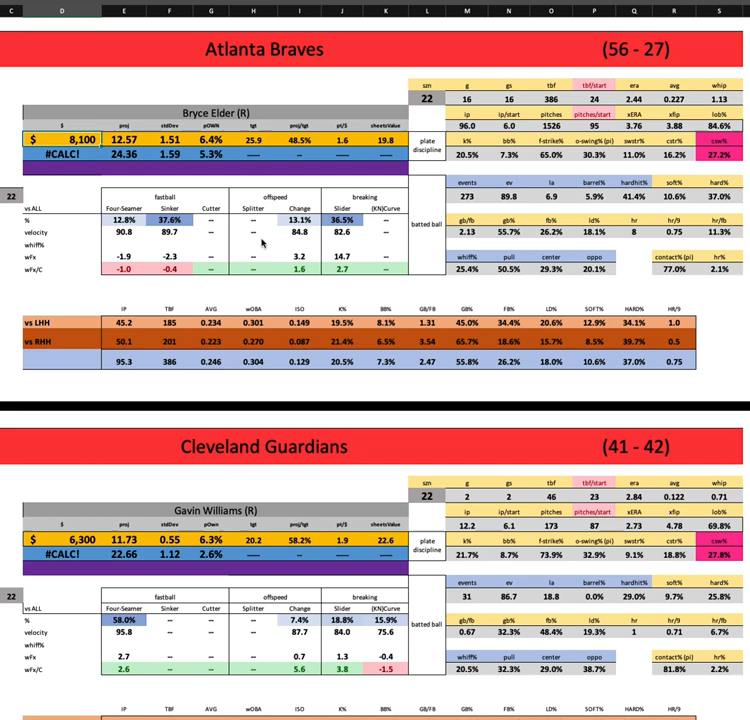 C D E F G H I J K L M N O P Q R S
Atlanta Braves (56 - 27)
szn g gs tbf tbf/start era avg whip
22 16 16 386 24 2.44 0.227 1.13
Bryce Elder (R) ip ip/start pitches pitches/start xERA xfip lob%
$ proj stdDev pOWN tgt proj/tgt pt/$ sheetsValue 96.0 6.0 1526 95 3.76 3.88 84.6%
$ 8,100 12.57 1.51 6.4% 25.9 48.5% 1.6 19.8 plate discipline k% bb% f-strike% o-swing% (pi) swstr% cstr% csw%
#CALC! 24.36 1.59 5.3% ---- -- ---- 20.5% 7.3% 65.0% 30.3% 11.0% 16.2% 27.2%
events ev la barrel% hardhit% soft% hard%
22 fastball offspeed breaking 273 89.8 6.9 5.9% 41.4% 10.6% 37.0%
vs ALL Four-Seamer Sinker Cutter Splitter Change Slider (KN)Curve
% 12.8% 37.6% -- -- 13.1% 36.5% -- batted ball gb/fb gb% fb% ld% hr hr/9 hr/fb
velocity 90.8 89.7 -- -- 84.8 82.6 -- 2.13 55.7% 26.2% 18.1% 8 0.75 11.3%
whiff%
wFx -1.9 -2.3 3.2 14.7 whiff% pull center oppo contact% (pi) hr%
wFx/C -1.0 -0.4 -- -- 1.6 2.7 -- 25.4% 50.5% 29.3% 20.1% 77.0% 2.1%
IP TBF AVG wOBA ISO K% BB% GB/FB GB% FB% LD% SOFT% HARD% HR/9
vs LHH 45.2 185 0.234 0.301 0.149 19.5% 8.1% 1.31 45.0% 34.4% 20.6% 12.9% 34.1% 1.0
vs RHH 50.1 201 0.223 0.270 0.087 21.4% 6.5% 3.54 65.7% 18.6% 15.7% 8.5% 39.7% 0.5
95.3 386 0.246 0.304 0.129 20.5% 7.3% 2.47 55.8% 26.2% 18.0% 10.6% 37.0% 0.75
Cleveland Guardians (41 - 42)
szn g gs tbf tbf/start era avg whip
22 2 2 46 23 2.84 0.122 0.71
Gavin Williams (R) ip ip/start pitches pitches/start xERA xfip lob%
$ proj stdDev pOwn tgt proj/tgt pt/$ sheetsValue 12.2 6.1 173 87 2.73 4.78 69.8%
$ 6,300 11.73 0.55 6.3% 20.2 58.2% 1.9 22.6 plate discipline k% bb% f-strike% o-swing% (pi) swstr% cstr% csw%
#CALC! 22.66 1.12 2.6% ---- -- ---- 21.7% 8.7% 73.9% 32.9% 9.1% 18.8% 27.8%
events ev la barrel% hardhit% soft% hard%
22 fastball offspeed breaking 31 86.7 18.8 0.0% 29.0% 9.7% 25.8%
vs ALL Four-Seamer Sinker Cutter Splitter Change Slider (KN)Curve
% 58.0% -- -- -- 7.4% 18.8% 15.9% batted ball gb/fb gb% fb% ld% hr hr/9 hr/fb
velocity 95.8 -- -- -- 87.7 84.0 75.6 0.67 32.3% 48.4% 19.3% 1 0.71 6.7%
whiff%
wFx 2.7 0.7 1.3 -0.4 whiff% pull center oppo contact% (pi) hr%
wFx/C 2.6 -- -- -- 5.6 3.8 -1.5 20.5% 32.3% 29.0% 38.7% 81.8% 2.2%
IP TBF AVG wOBA ISO K% BB% GB/FB GB% FB% LD% SOFT% HARD% HR/9